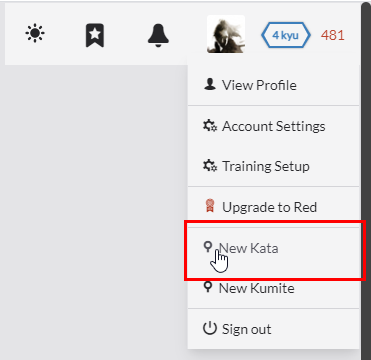 4 kyu 481
View Profile
Account Settings
Training Setup
Upgrade to Red
New Kata
New Kumite
Sign out